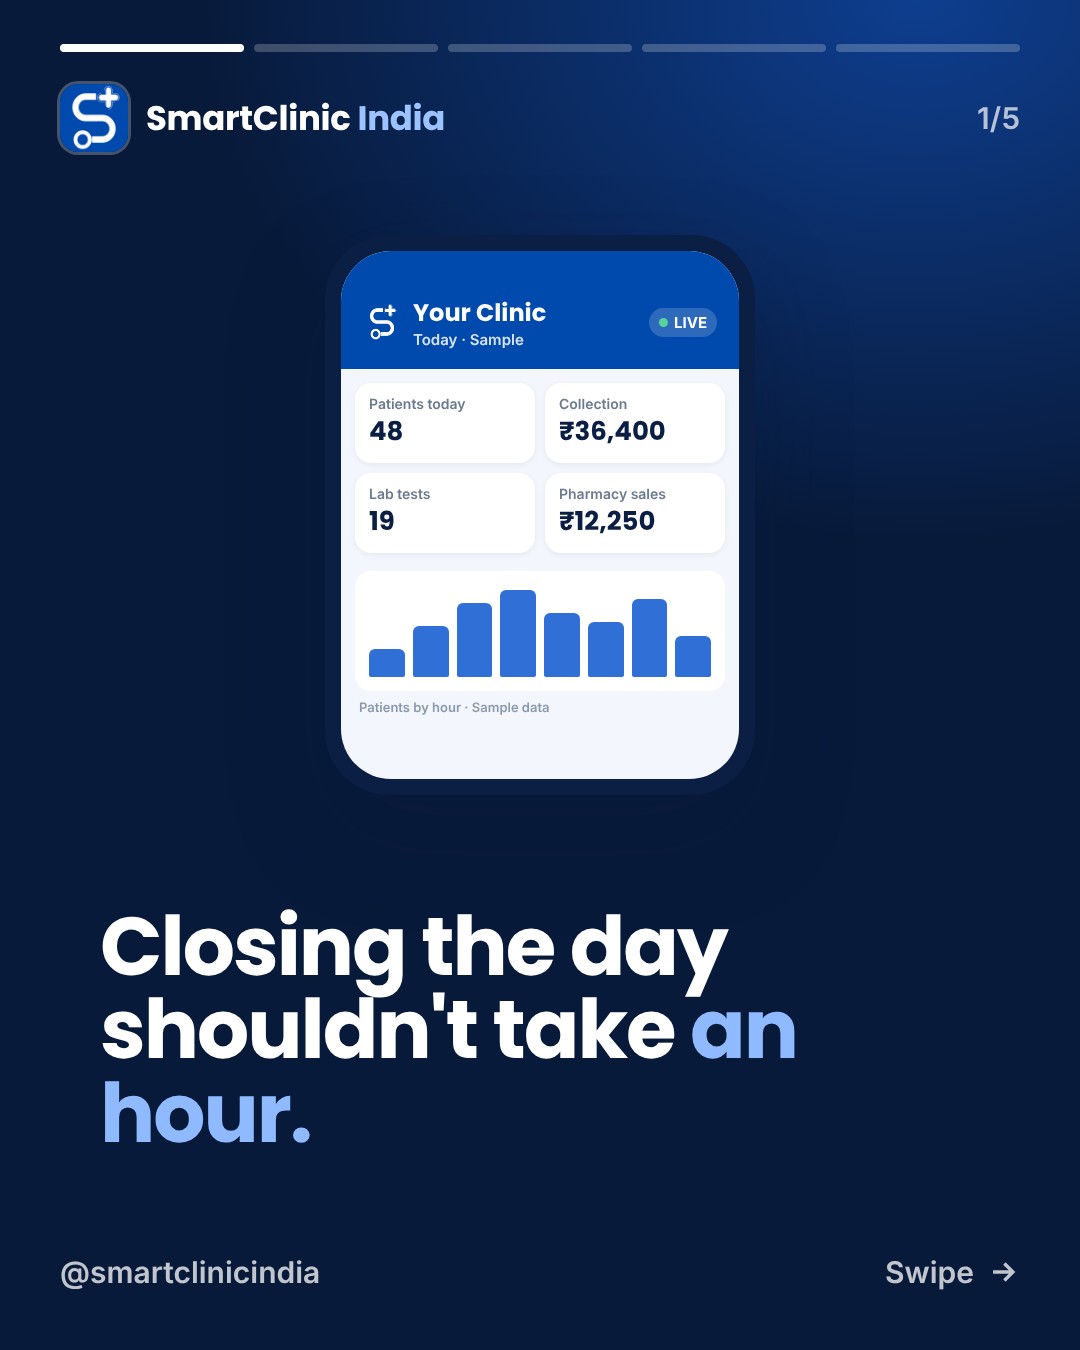 SmartClinic India
1/5
Your Clinic
Today · Sample
LIVE
Patients today
48
Collection
₹36,400
Lab tests
19
Pharmacy sales
₹12,250
Patients by hour · Sample data
Closing the day
shouldn't take an
hour.
@smartclinicindia
Swipe →